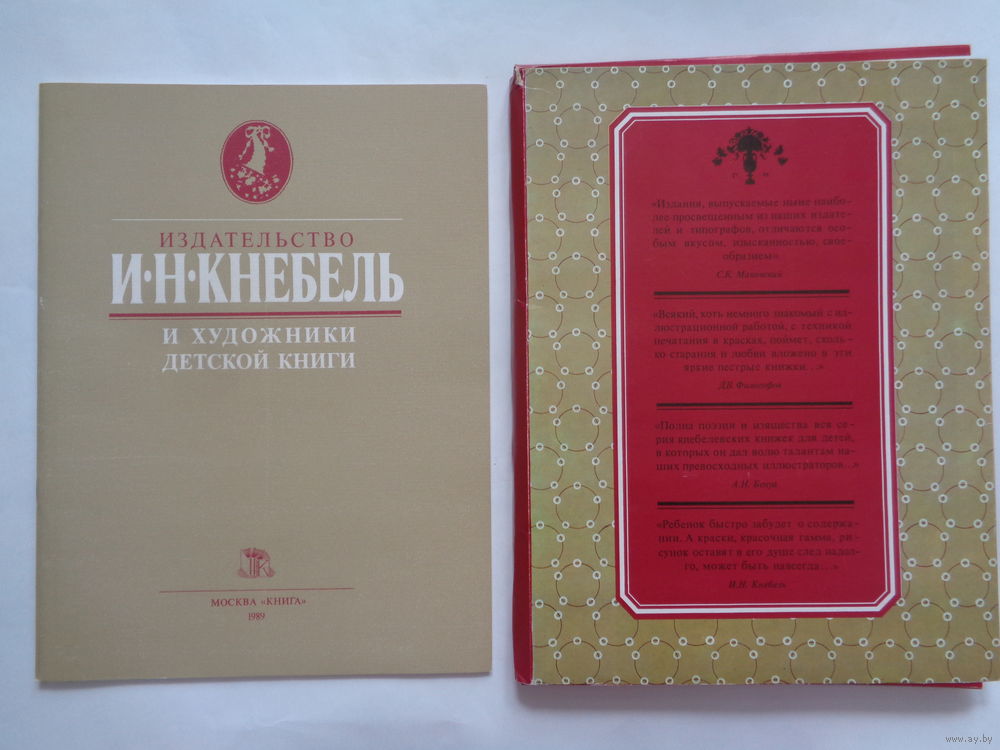 ИЗДАТЕЛЬСТВО
И·Н·КНЕБЕЛЬ
И ХУДОЖНИКИ
ДЕТСКОЙ КНИГИ
МОСКВА «КНИГА»
1989
«Издания, выпускаемые ныне наибо-
лее просвещенным из наших издате-
лей и типографов, отличаются осо-
бым вкусом, изысканностью, свое-
образием»
С.К. Маковский
«Всякий, хоть немного знакомый с ил-
люстрационной работой, с техникой
печатания в красках, поймет, сколь-
ко старания и любви вложено в эти
яркие пестрые книжки...»
Д.В. Философов
«Полна поэзии и изящества вся се-
рия кнебелевских книжек для детей,
в которых он дал волю талантам на-
ших превосходных иллюстраторов...»
А.Н. Бенуа
«Ребенок быстро забудет о содержа-
нии. А краски, красочная гамма, ри-
сунок оставят в его душе след надол-
го, может быть навсегда...»
И.Н. Кнебель
www.ay.by